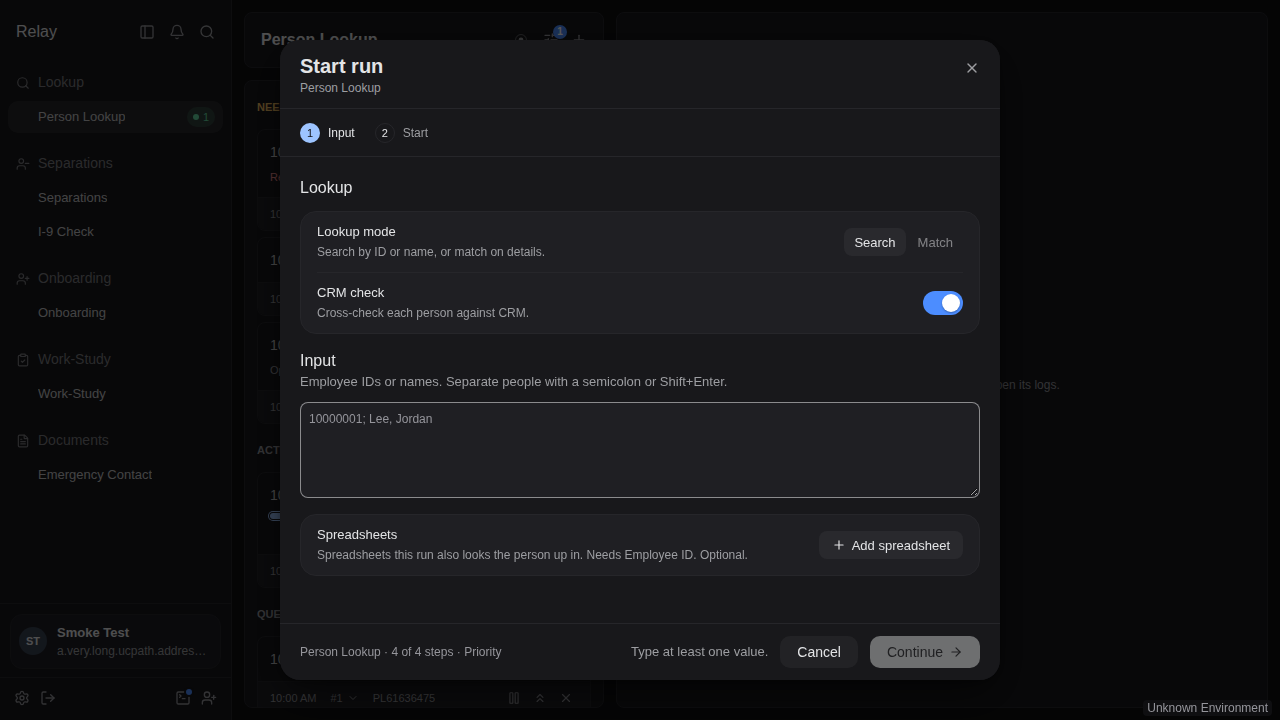 Relay
Lookup
Person Lookup
1
Separations
Separations
I-9 Check
Onboarding
Onboarding
Work-Study
Work-Study
Documents
Emergency Contact
ST
Smoke Test
a.very.long.ucpath.addres…
Person Lookup
1
Start run
Person Lookup
1 Input 2 Start
Lookup
Lookup mode
Search by ID or name, or match on details.
Search Match
CRM check
Cross-check each person against CRM.
Input
Employee IDs or names. Separate people with a semicolon or Shift+Enter.
10000001; Lee, Jordan
Spreadsheets
Spreadsheets this run also looks the person up in. Needs Employee ID. Optional.
Add spreadsheet
Person Lookup · 4 of 4 steps · Priority
Type at least one value.
Cancel
Continue
its logs.
10:00 AM #1 PL61636475
Unknown Environment